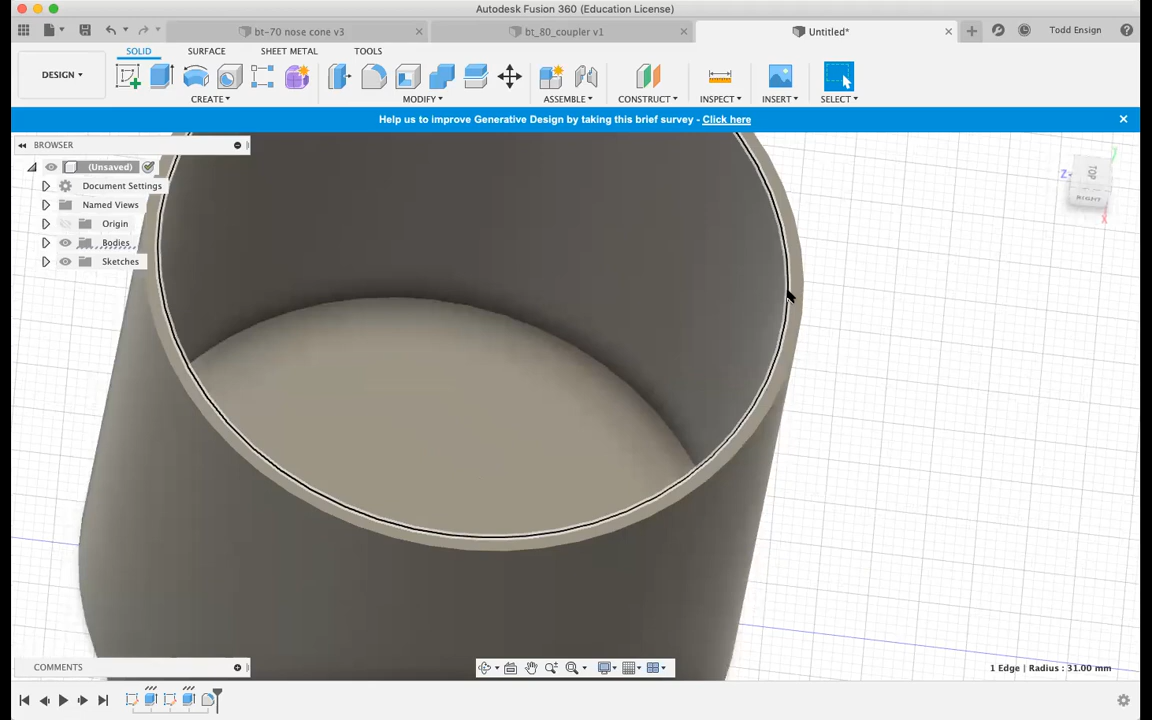 Autodesk Fusion 360 (Education License)
bt-70 nose cone v3
bt_80_coupler v1
Untitled*
Todd Ensign
DESIGN
SOLID
SURFACE
SHEET METAL
TOOLS
CREATE
MODIFY
ASSEMBLE
CONSTRUCT
INSPECT
INSERT
SELECT
Help us to improve Generative Design by taking this brief survey - Click here
BROWSER
(Unsaved)
Document Settings
Named Views
Origin
Bodies
Sketches
TOP
RIGHT
Z
Y
X
COMMENTS
1 Edge | Radius : 31.00 mm